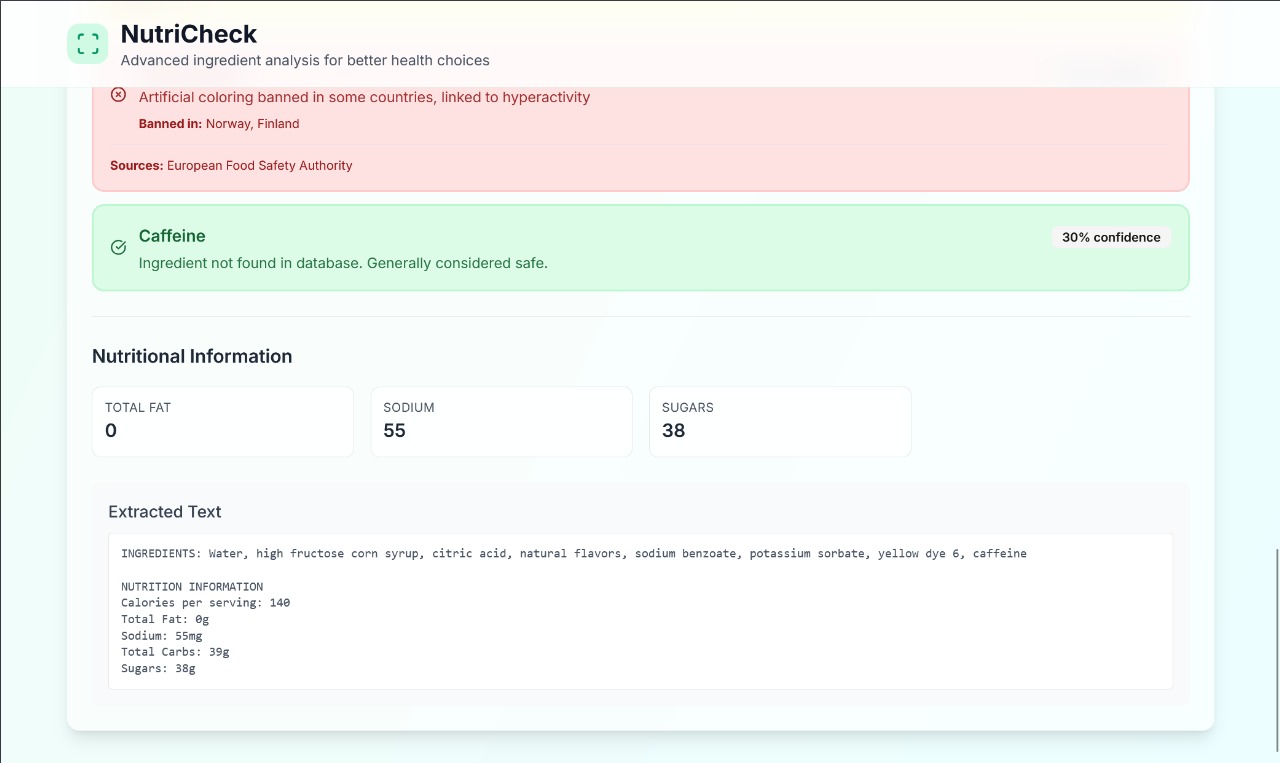 NutriCheck
Advanced ingredient analysis for better health choices
Artificial coloring banned in some countries, linked to hyperactivity
Banned in: Norway, Finland
Sources: European Food Safety Authority
Caffeine
30% confidence
Ingredient not found in database. Generally considered safe.
Nutritional Information
TOTAL FAT
0
SODIUM
55
SUGARS
38
Extracted Text
INGREDIENTS: Water, high fructose corn syrup, citric acid, natural flavors, sodium benzoate, potassium sorbate, yellow dye 6, caffeine
NUTRITION INFORMATION
Calories per serving: 140
Total Fat: 0g
Sodium: 55mg
Total Carbs: 39g
Sugars: 38g